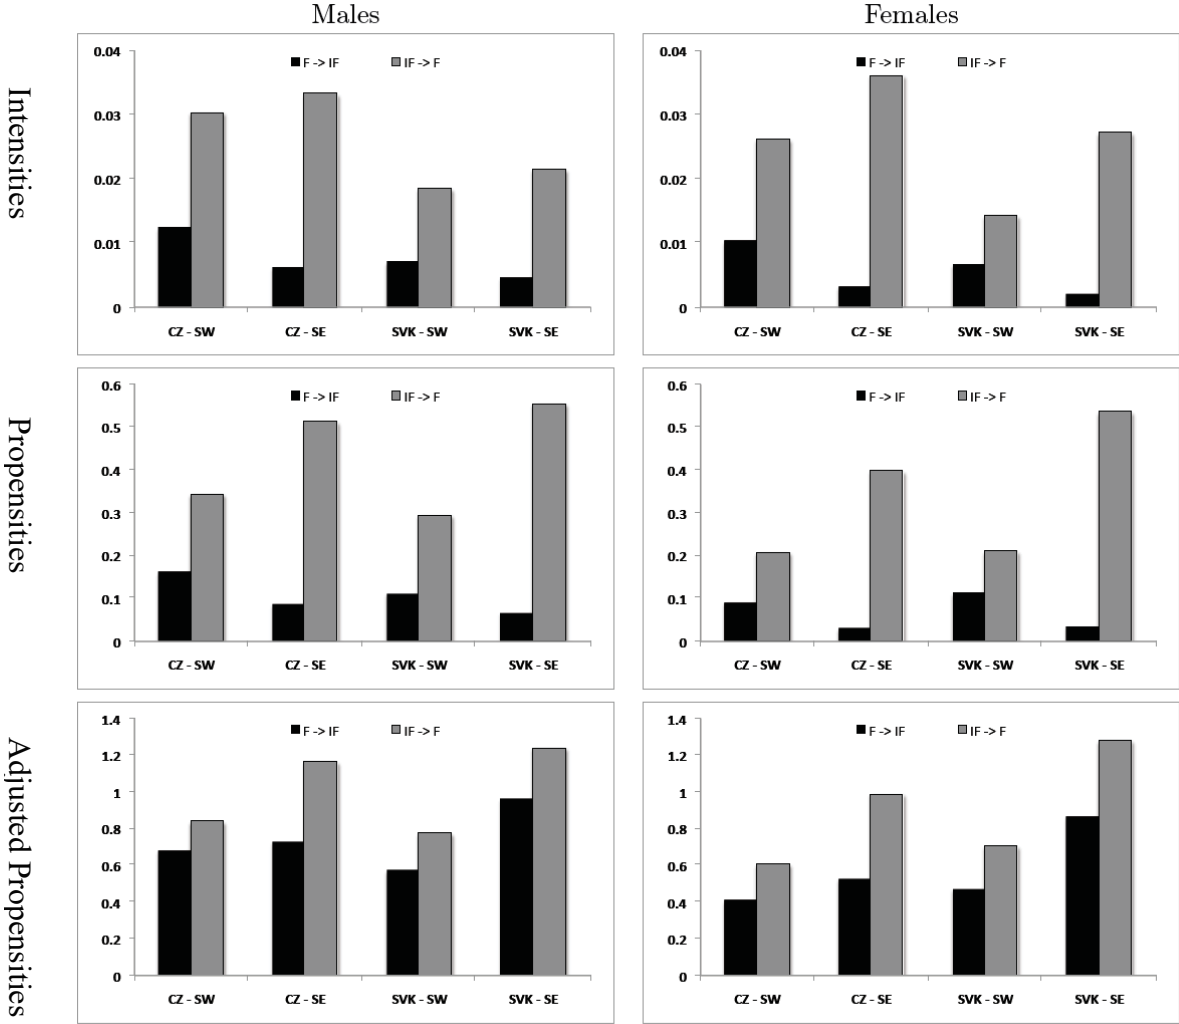 Males
Females
Intensities
0.04
0.03
0.02
0.01
0
F -> IF IF -> F
CZ - SW CZ - SE SVK - SW SVK - SE
0.04
0.03
0.02
0.01
0
F -> IF IF -> F
CZ - SW CZ - SE SVK - SW SVK - SE
Propensities
0.6
0.5
0.4
0.3
0.2
0.1
0
F -> IF IF -> F
CZ - SW CZ - SE SVK - SW SVK - SE
0.6
0.5
0.4
0.3
0.2
0.1
0
F -> IF IF -> F
CZ - SW CZ - SE SVK - SW SVK - SE
Adjusted Propensities
1.4
1.2
1
0.8
0.6
0.4
0.2
0
F -> IF IF -> F
CZ - SW CZ - SE SVK - SW SVK - SE
1.4
1.2
1
0.8
0.6
0.4
0.2
0
F -> IF IF -> F
CZ - SW CZ - SE SVK - SW SVK - SE